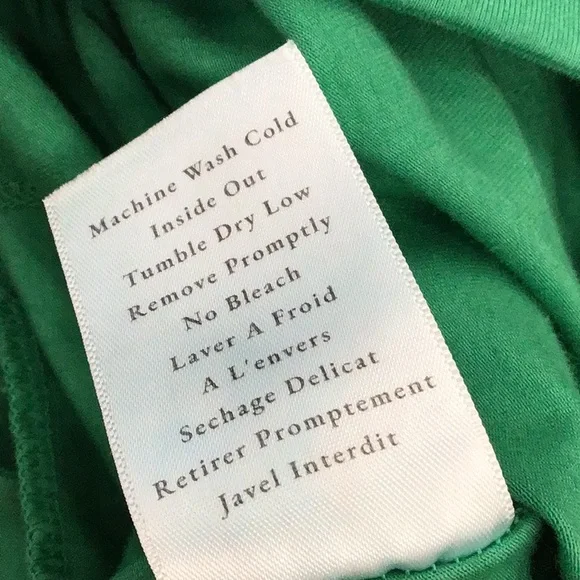 Machine Wash Cold
Inside Out
Tumble Dry Low
Remove Promptly
No Bleach
Laver A Froid
A L'envers
Sechage Delicat
Retirer Promptement
Javel Interdit